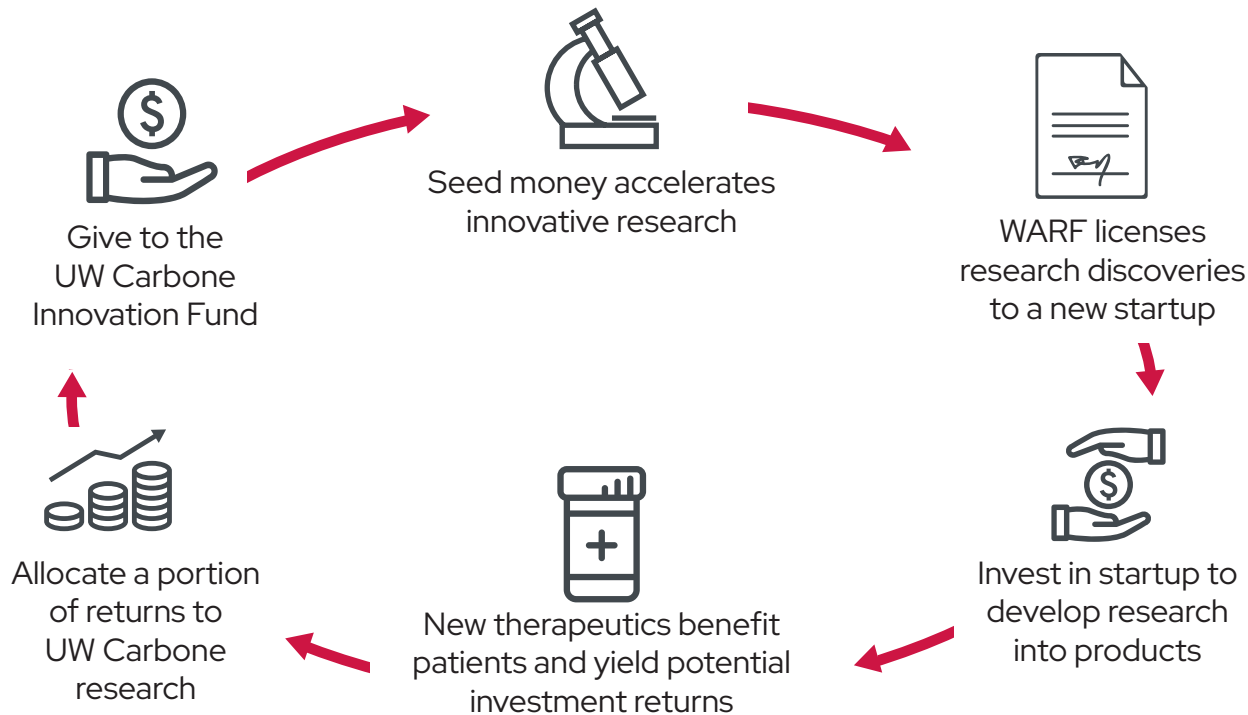 Give to the
UW Carbone
Innovation Fund
Seed money accelerates
innovative research
WARF licenses
research discoveries
to a new startup
Invest in startup to
develop research
into products
New therapeutics benefit
patients and yield potential
investment returns
Allocate a portion
of returns to
UW Carbone
research